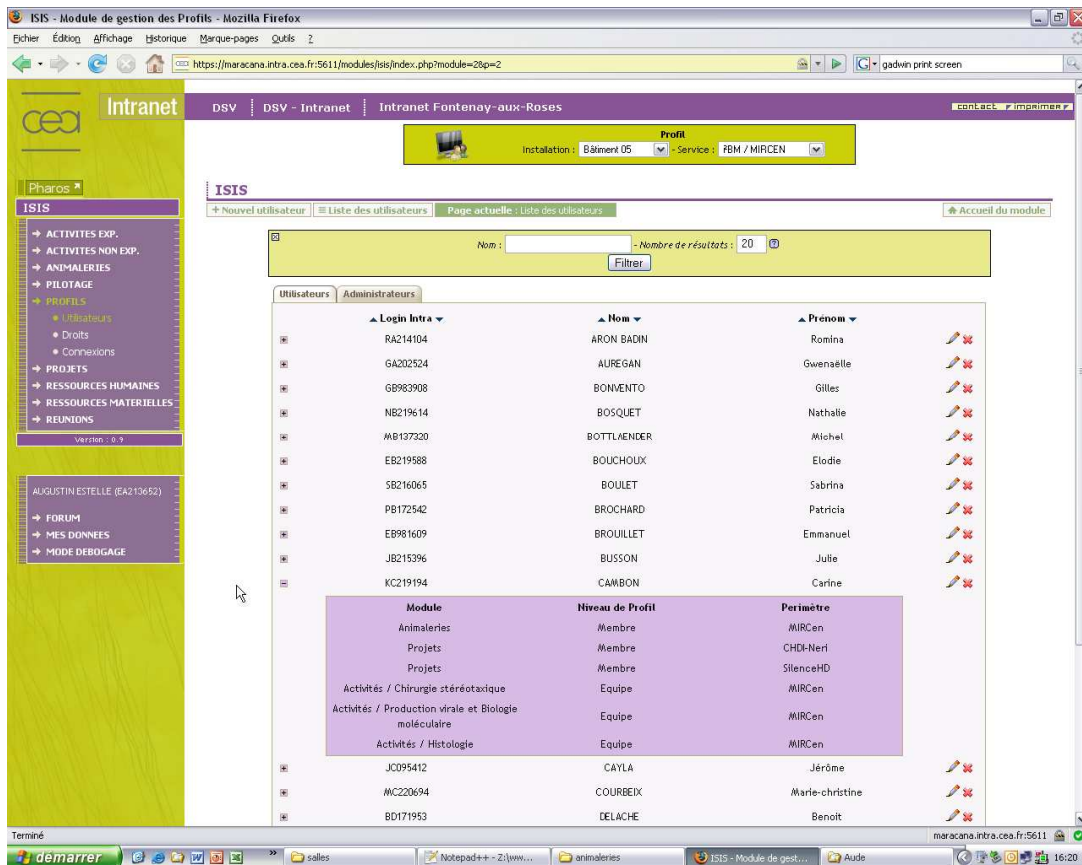 ISIS - Module de gestion des Profils - Mozilla Firefox
Fichier Édition Affichage Historique Marque-pages Outils ?
https://maracana.intra.cea.fr:5611/modules/isis/index.php?module=28&p=2 gadwin print screen
cea Intranet DSV DSV - Intranet Intranet Fontenay-aux-Roses contact imprimer
Profil
Installation : Bâtiment 05 - Service : I²BM / MIRCEN
Pharos
ISIS
ISIS
+ Nouvel utilisateur Liste des utilisateurs Page actuelle : Liste des utilisateurs Accueil du module
ACTIVITES EXP.
ACTIVITES NON EXP.
ANIMALERIES
PILOTAGE
PROFILS
Utilisateurs
Droits
Connexions
PROJETS
RESSOURCES HUMAINES
RESSOURCES MATERIELLES
REUNIONS
Version : 0.9
AUGUSTIN ESTELLE (EA213652)
FORUM
MES DONNEES
MODE DEBOGAGE
Nom : - Nombre de résultats : 20
Filtrer
Utilisateurs Administrateurs
Login Intra Nom Prénom
RA214104 ARON BADIN Romina
GA202524 AUREGAN Gwenaëlle
GB983908 BONVENTO Gilles
NB219614 BOSQUET Nathalie
MB137320 BOTTLAENDER Michel
EB219588 BOUCHOUX Elodie
SB216065 BOULET Sabrina
PB172542 BROCHARD Patricia
EB981609 BROUILLET Emmanuel
JB215396 BUSSON Julie
KC219194 CAMBON Carine
Module Niveau de Profil Perimètre
Animaleries Membre MIRCen
Projets Membre CHDI-Neri
Projets Membre SilenceHD
Activités / Chirurgie stéréotaxique Equipe MIRCen
Activités / Production virale et Biologie
moléculaire Equipe MIRCen
Activités / Histologie Equipe MIRCen
JC095412 CAYLA Jérôme
MC220694 COURBEIX Marie-christine
BD171953 DELACHE Benoit
Terminé maracana.intra.cea.fr:5611
démarrer » salles Notepad++ - Z:\ww... animaleries ISIS - Module de gest... Aude 16:20